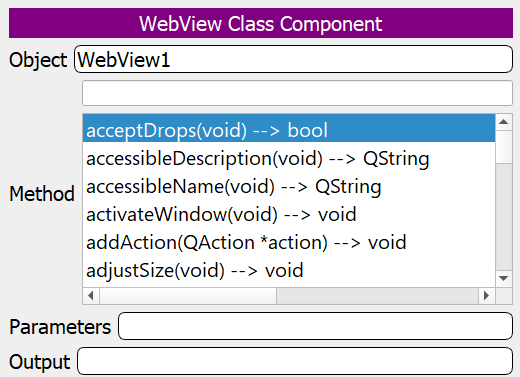 WebView Class Component
Object WebView1
acceptDrops(void) --> bool
accessibleDescription(void) --> QString
Method
accessibleName(void) --> QString
activateWindow(void) --> void
addAction(QAction *action) --> void
adjustSize(void) --> void
Parameters
Output